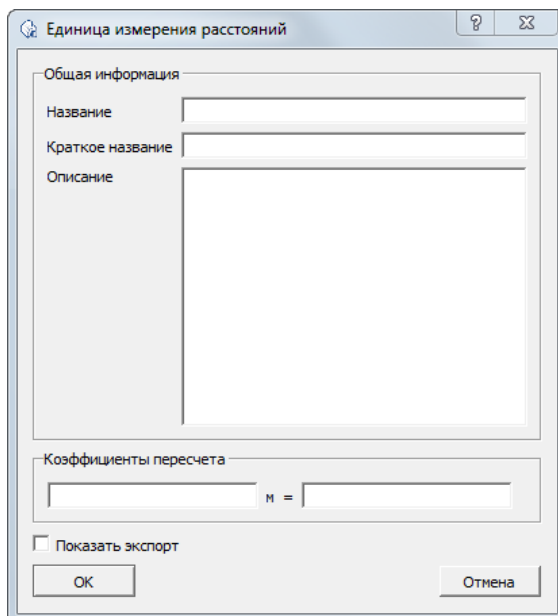 Единица измерения расстояний
Общая информация
Название
Краткое название
Описание
Коэффициенты пересчета
м =
Показать экспорт
OK
Отмена